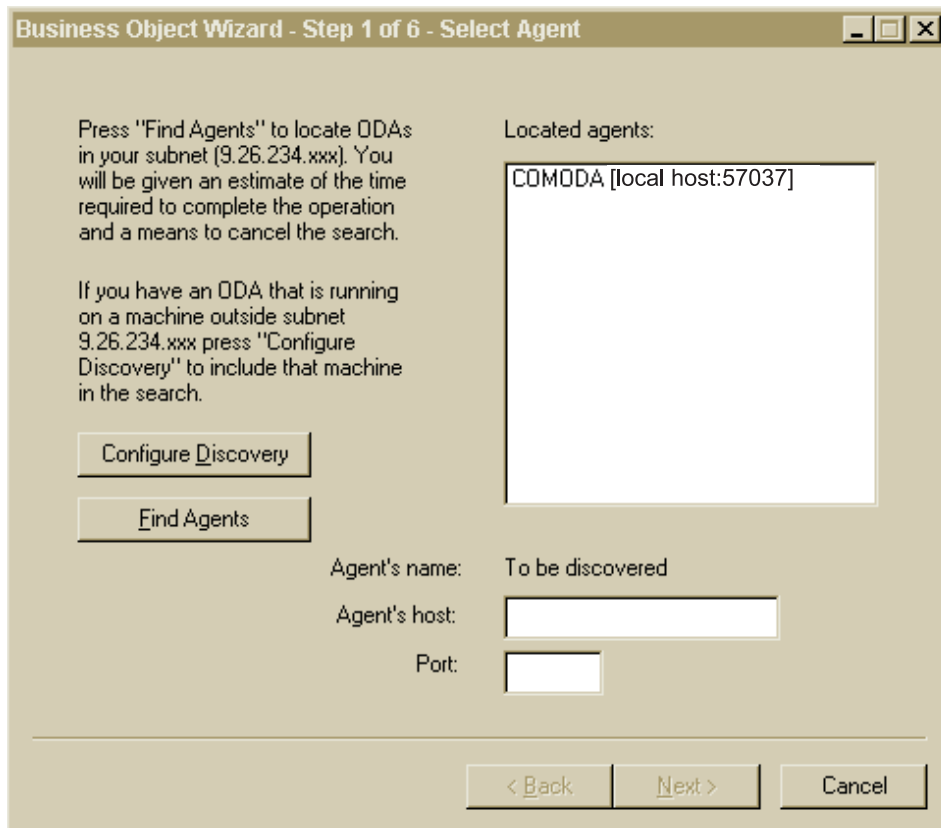 Business Object Wizard - Step 1 of 6 - Select Agent
Press "Find Agents" to locate ODAs
in your subnet (9.26.234.xxx). You
will be given an estimate of the time
required to complete the operation
and a means to cancel the search.
If you have an ODA that is running
on a machine outside subnet
9.26.234.xxx press "Configure
Discovery" to include that machine
in the search.
Configure Discovery
Find Agents
Located agents:
COMODA [local host:57037]
Agent's name: To be discovered
Agent's host:
Port:
< Back Next > Cancel